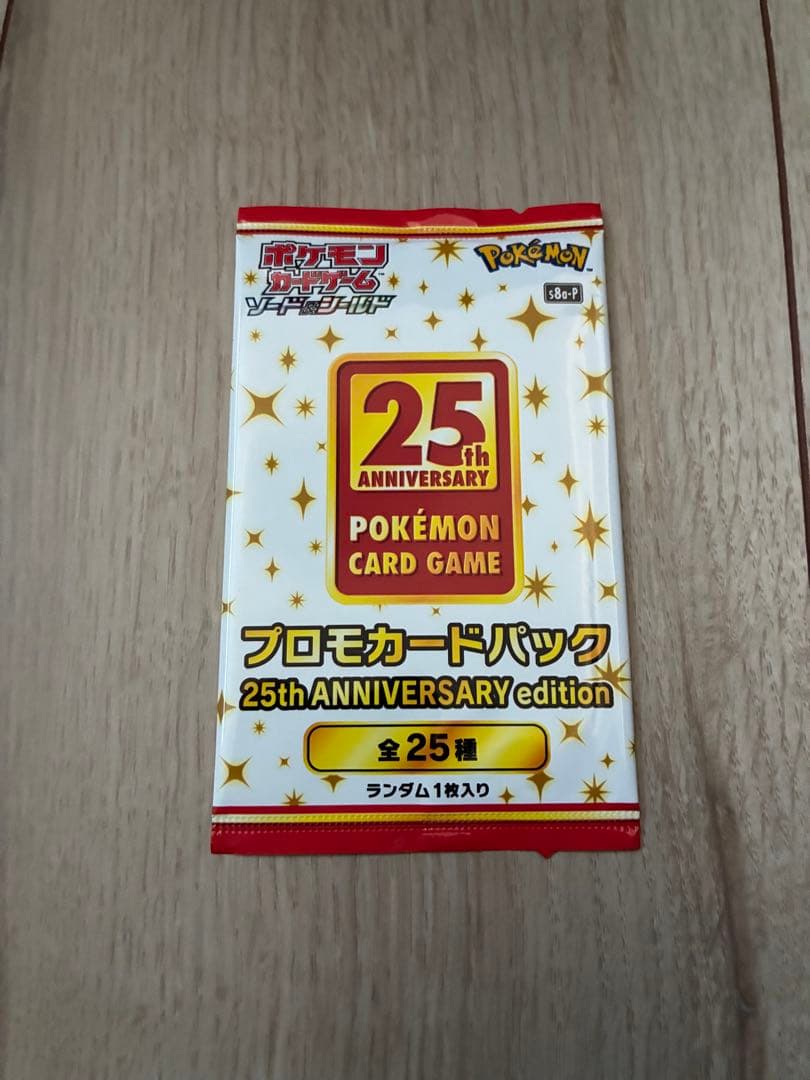 ポケモン
カードゲーム
ソード&シールド
POKéMON
s8a-P
25th
ANNIVERSARY
POKÉMON
CARD GAME
プロモカードパック
25th ANNIVERSARY edition
全25種
ランダム1枚入り